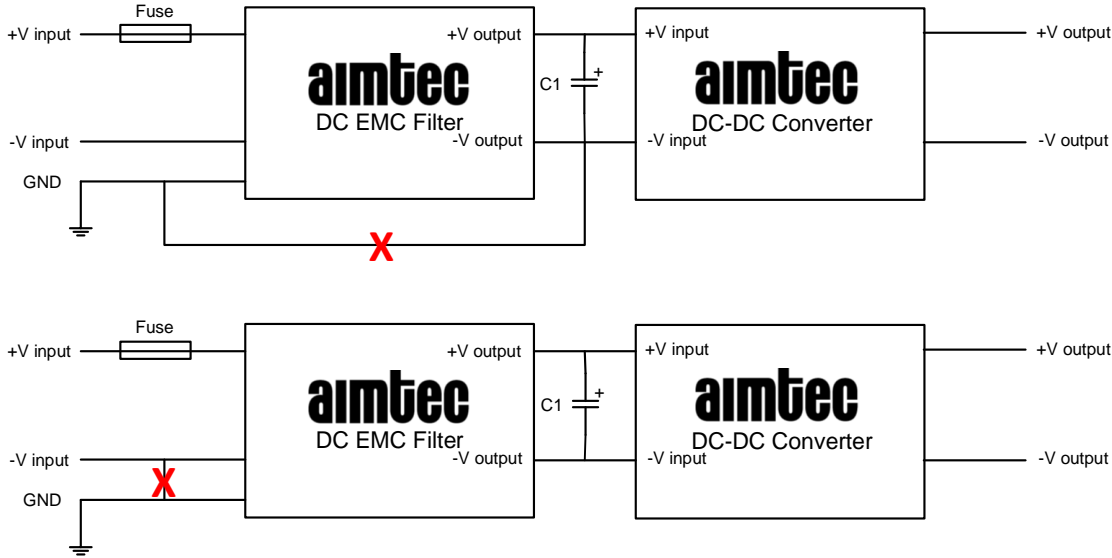 Fuse
+V input
+V output
+V input
+V output
aimtec
DC EMC Filter
C1
+
aimtec
DC-DC Converter
-V input
-V output
-V input
-V output
GND
X
Fuse
+V input
+V output
+V input
+V output
aimtec
DC EMC Filter
C1
+
aimtec
DC-DC Converter
-V input
-V output
-V input
-V output
X
GND